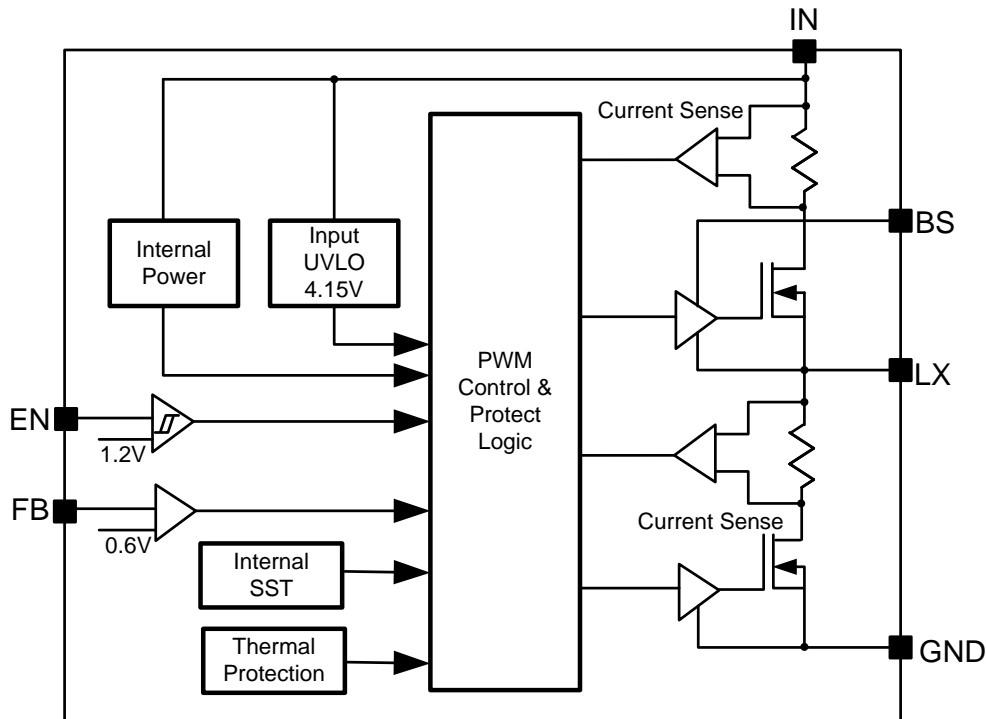 IN
Current Sense
BS
Internal
Power
Input
UVLO
4.15V
PWM
Control &
Protect
Logic
LX
EN
1.2V
FB
0.6V
Current Sense
Internal
SST
Thermal
Protection
GND